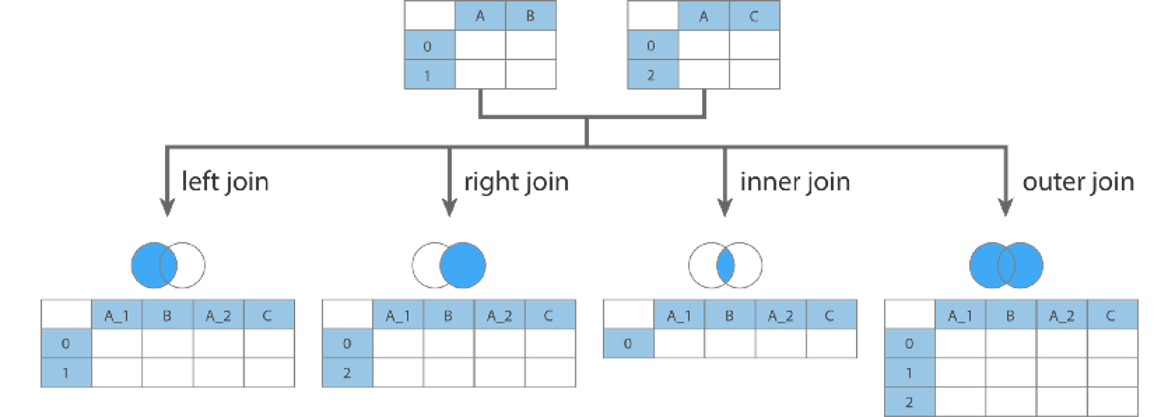 A B A C
0 0
1 2
left join right join inner join outer join
A_1 B A_2 C A_1 B A_2 C A_1 B A_2 C A_1 B A_2 C
0 0 0 0
1 2 1
2